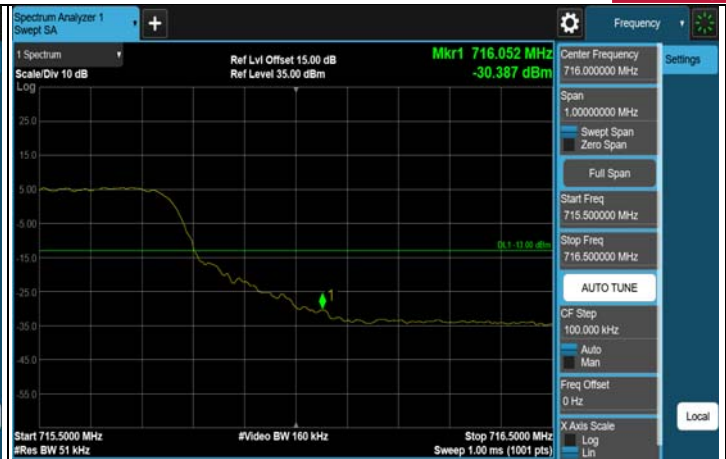 Spectrum Analyzer 1
Swept SA
+
Frequency
1 Spectrum
Scale/Div 10 dB
Log
Ref Lvl Offset 15.00 dB
Ref Level 35.00 dBm
Mkr1 716.052 MHz
-30.387 dBm
25.0
15.0
5.00
-5.00
-15.0
-25.0
-35.0
-45.0
-55.0
DL1 -13.00 dBm
1
Start 715.5000 MHz
#Res BW 51 kHz
#Video BW 160 kHz
Stop 716.5000 MHz
Sweep 1.00 ms (1001 pts)
Center Frequency
716.000000 MHz
Span
1.00000000 MHz
Swept Span
Zero Span
Full Span
Start Freq
715.500000 MHz
Stop Freq
716.500000 MHz
AUTO TUNE
CF Step
100.000 kHz
Auto
Man
Freq Offset
0 Hz
X Axis Scale
Log
Lin
Settings
Local